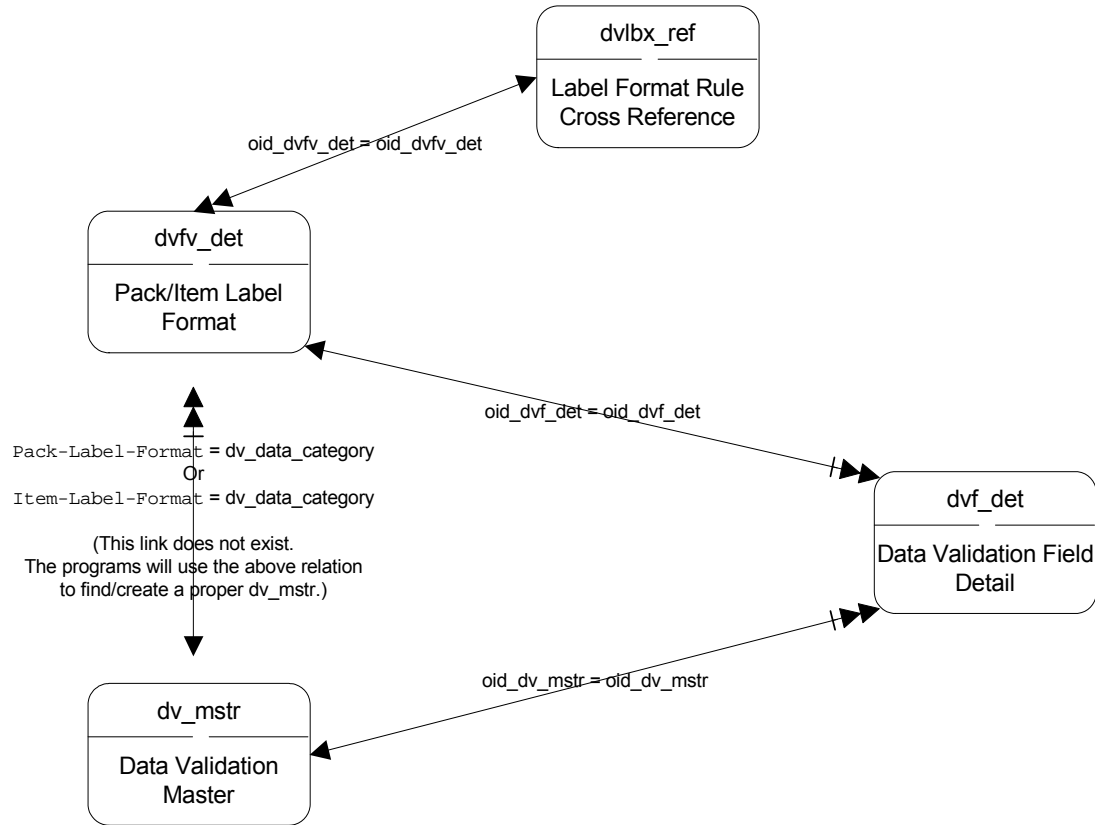 dvlbx_ref
Label Format Rule
Cross Reference
oid_dvfv_det = oid_dvfv_det
dvfv_det
Pack/Item Label
Format
oid_dvf_det = oid_dvf_det
Pack-Label-Format = dv_data_category
Or
Item-Label-Format = dv_data_category
(This link does not exist.
The programs will use the above relation
to find/create a proper dv_mstr.)
dvf_det
Data Validation Field
Detail
oid_dv_mstr = oid_dv_mstr
dv_mstr
Data Validation
Master